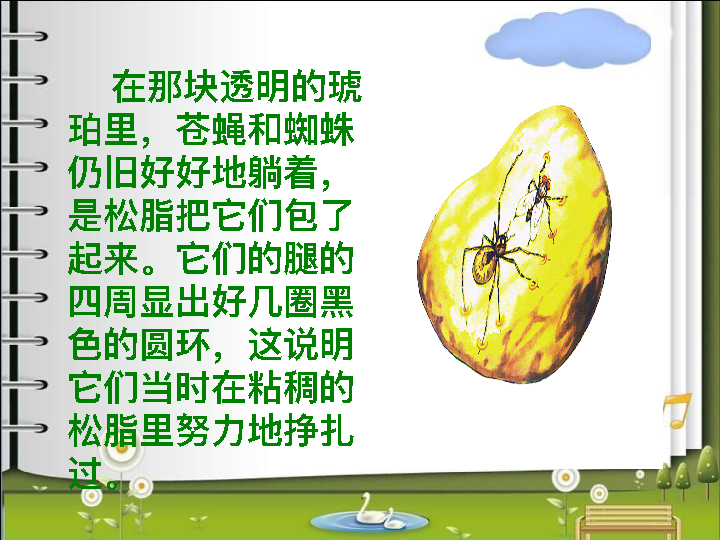 在那块透明的琥
珀里，苍蝇和蜘蛛
仍旧好好地躺着，
是松脂把它们包了
起来。它们的腿的
四周显出好几圈黑
色的圆环，这说明
它们当时在粘稠的
松脂里努力地挣扎
过。